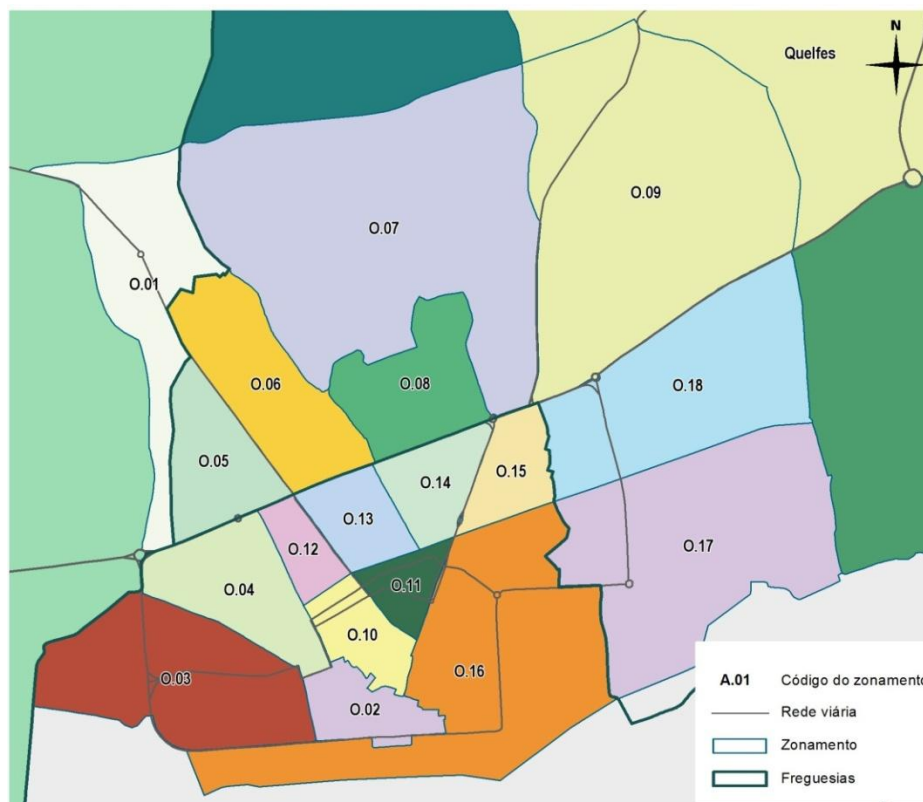 N
Quelfes
O.09
O.07
O.01
O.18
O.06
O.08
O.05
O.15
O.14
O.13
O.12
O.17
O.11
O.04
O.10
O.16
O.03
O.02
A.01 Código do zonamento
Rede viária
Zonamento
Freguesias